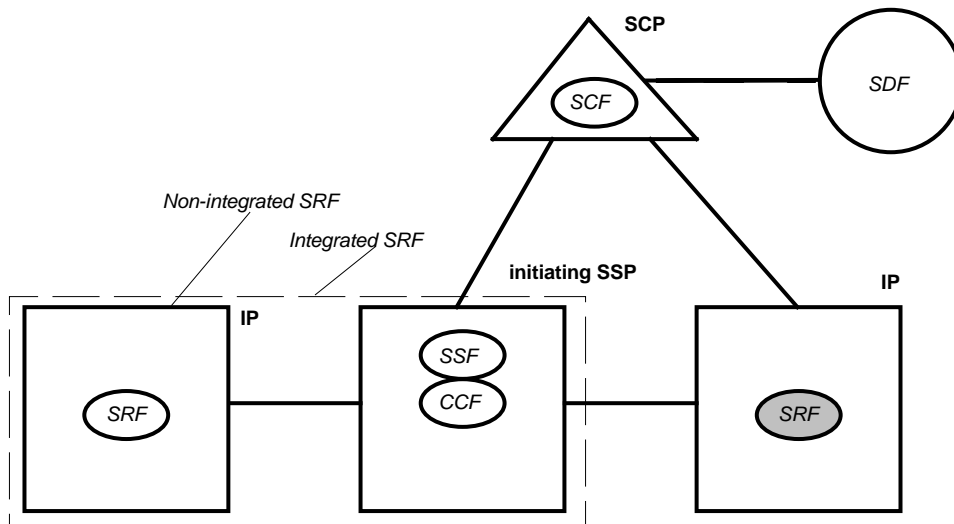 SCP
SCF
SDF
Non-integrated SRF
Integrated SRF
initiating SSP
IP
IP
SSF
SRF
CCF
SRF